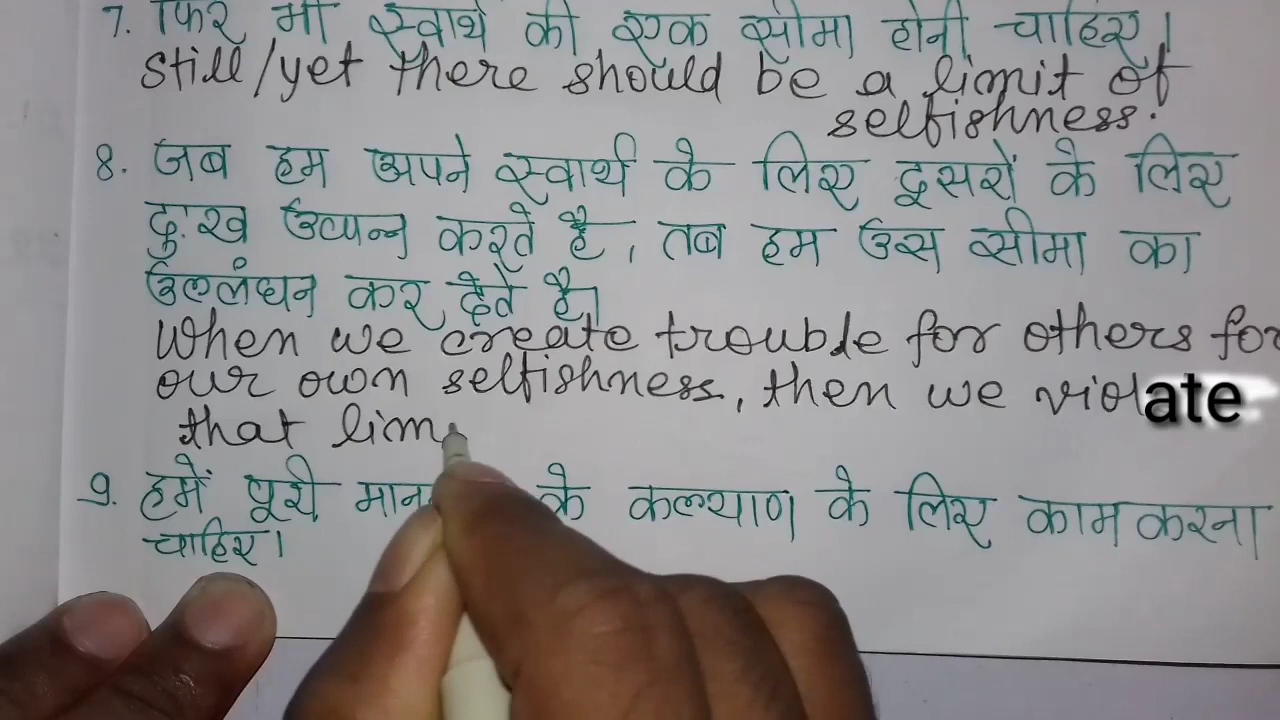 7. फिर भी स्वार्थ की एक सीमा होनी चाहिए।
still/yet there should be a limit of
selfishness.
8. जब हम अपने स्वार्थ के लिए दूसरों के लिए
दु:ख उत्पन्न करते है, तब हम उस सीमा का
उल्लंघन कर देते है।
When we create trouble for others for
our own selfishness, then we violate
that lim
9. हमें पूरी के कल्याण के लिए काम करना
चाहिए।